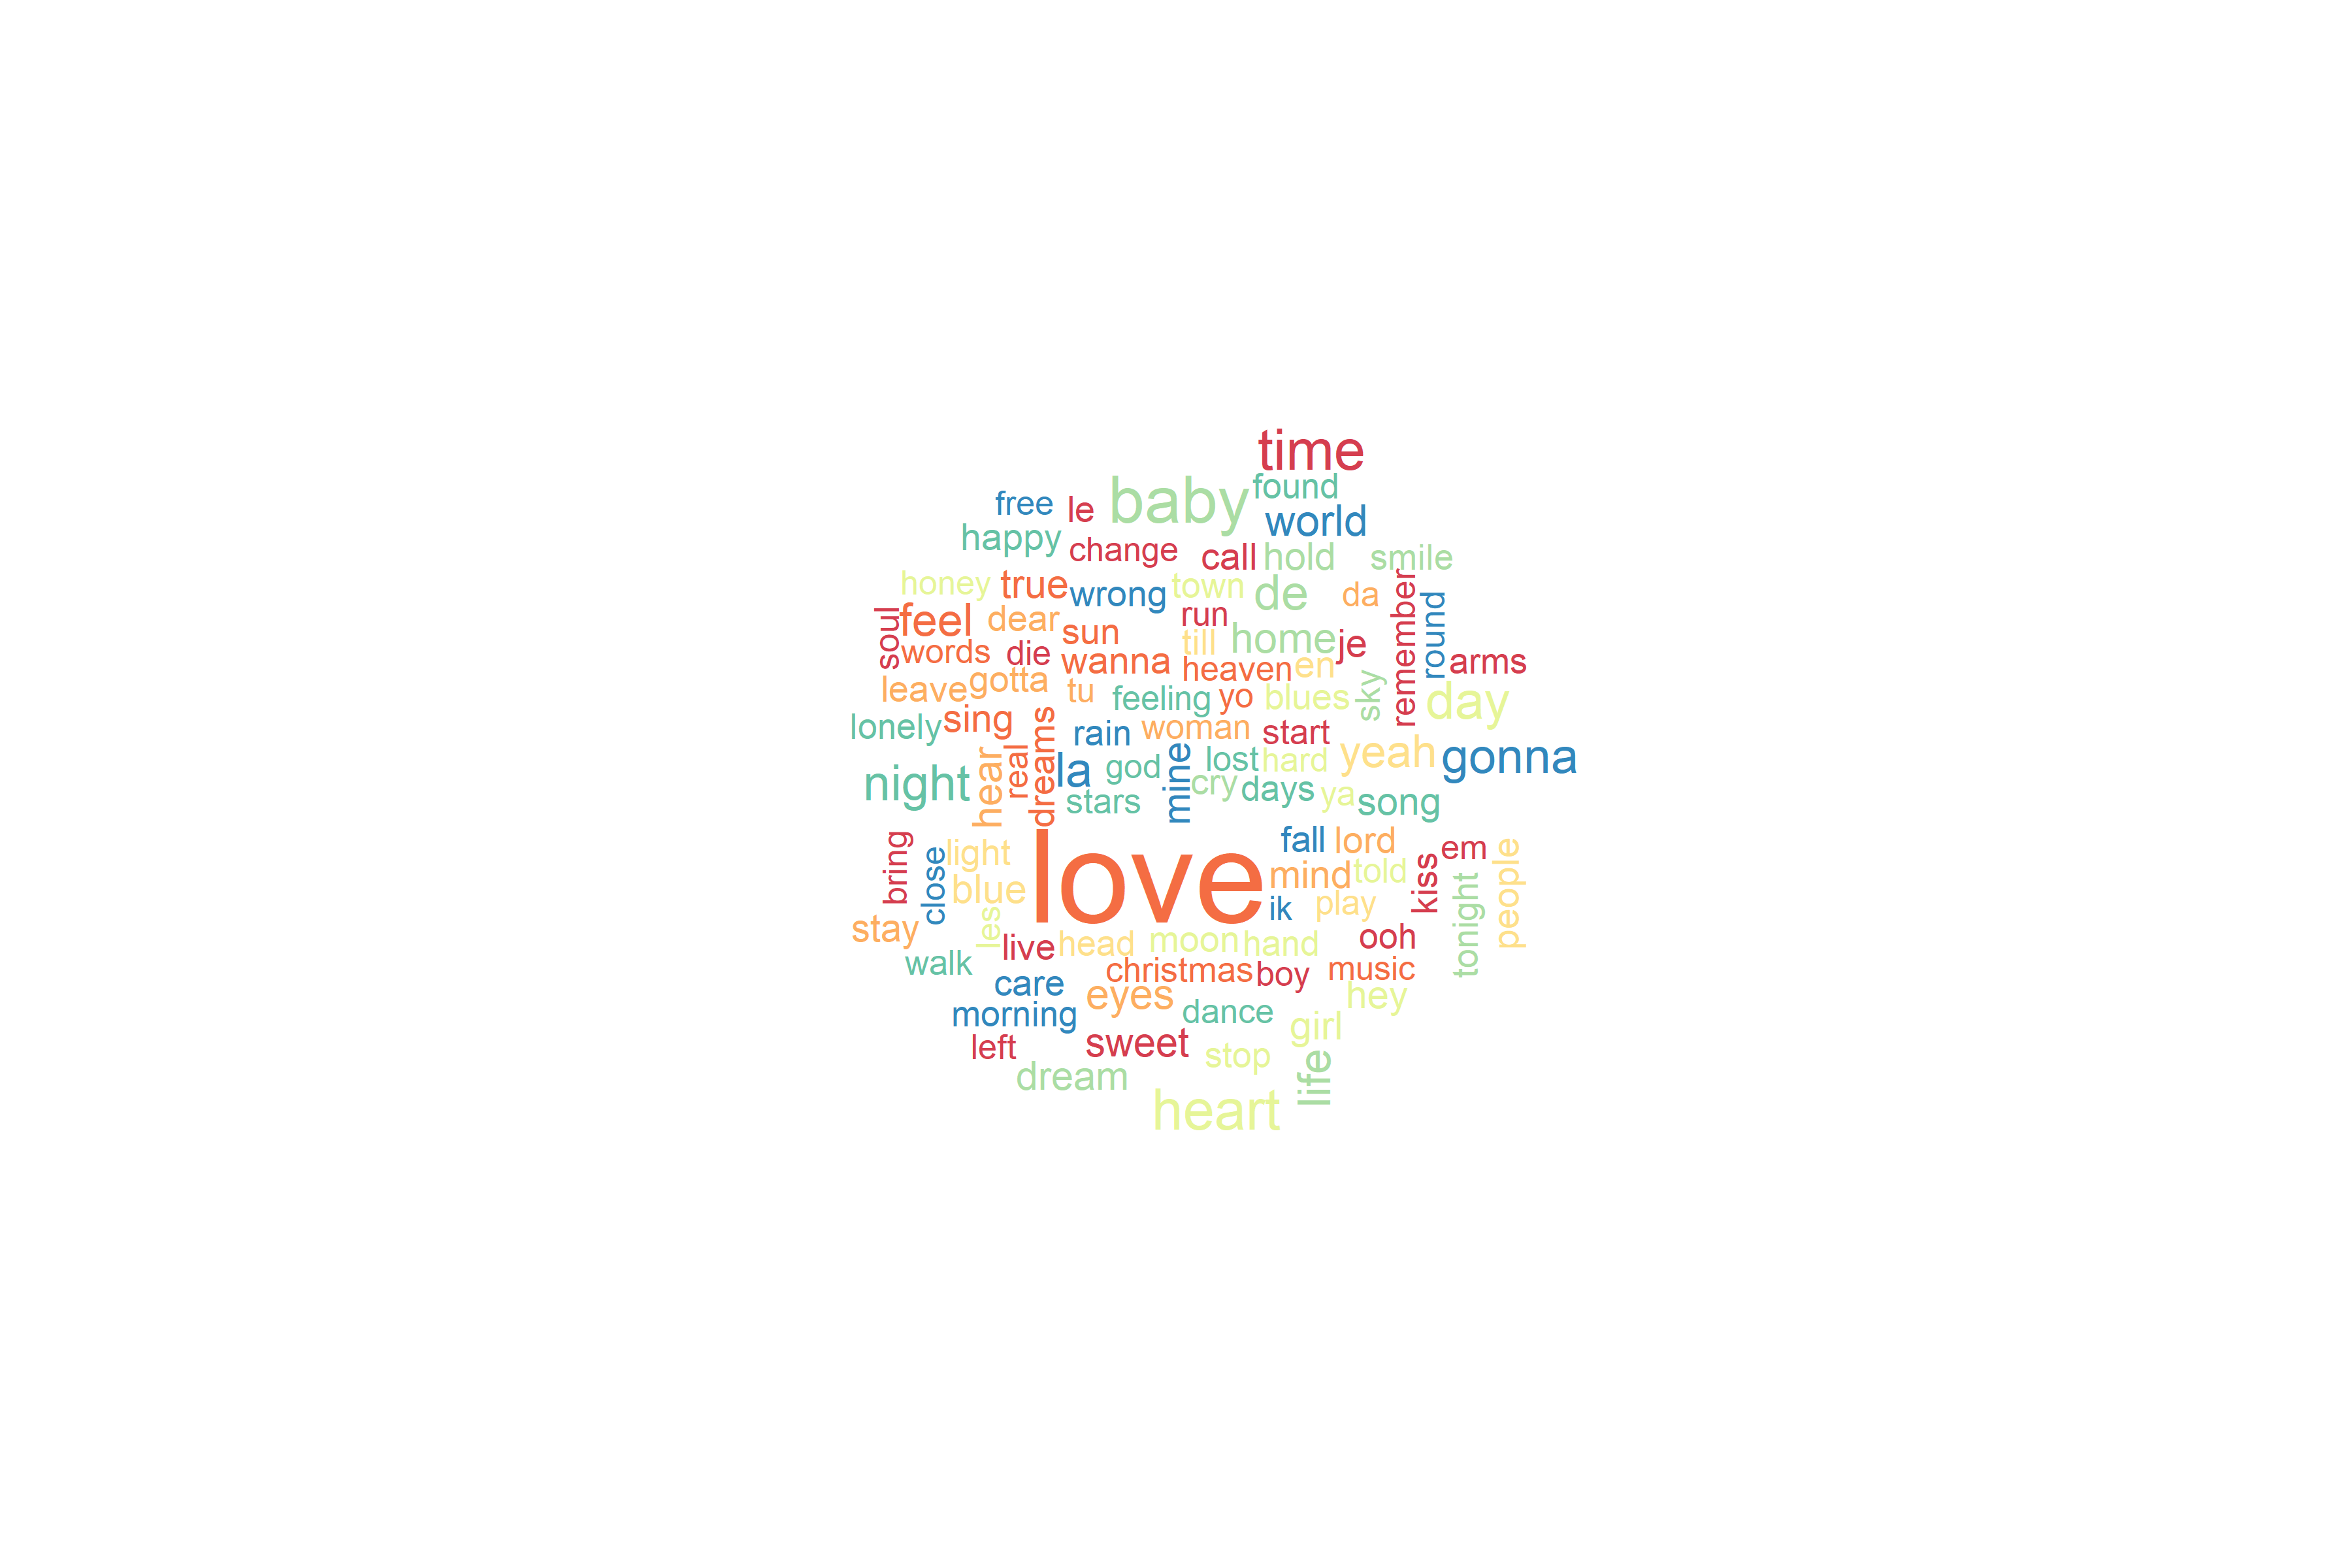 time
baby found
free le world
happy change call hold smile
honey true wrong town de da
soul feel dear sun run till home je remember round
words die wanna heaven en arms
leave gotta tu feeling yo blues sky day
lonely sing rain woman start
night hear real dreams la god mine lost hard yeah gonna
stars cry days ya song
bring close light love fall lord em people
blue mind told kiss tonight
stay les ik play
walk live head moon hand ooh
care christmas boy music
morning eyes dance hey
left sweet stop girl
dream life
heart